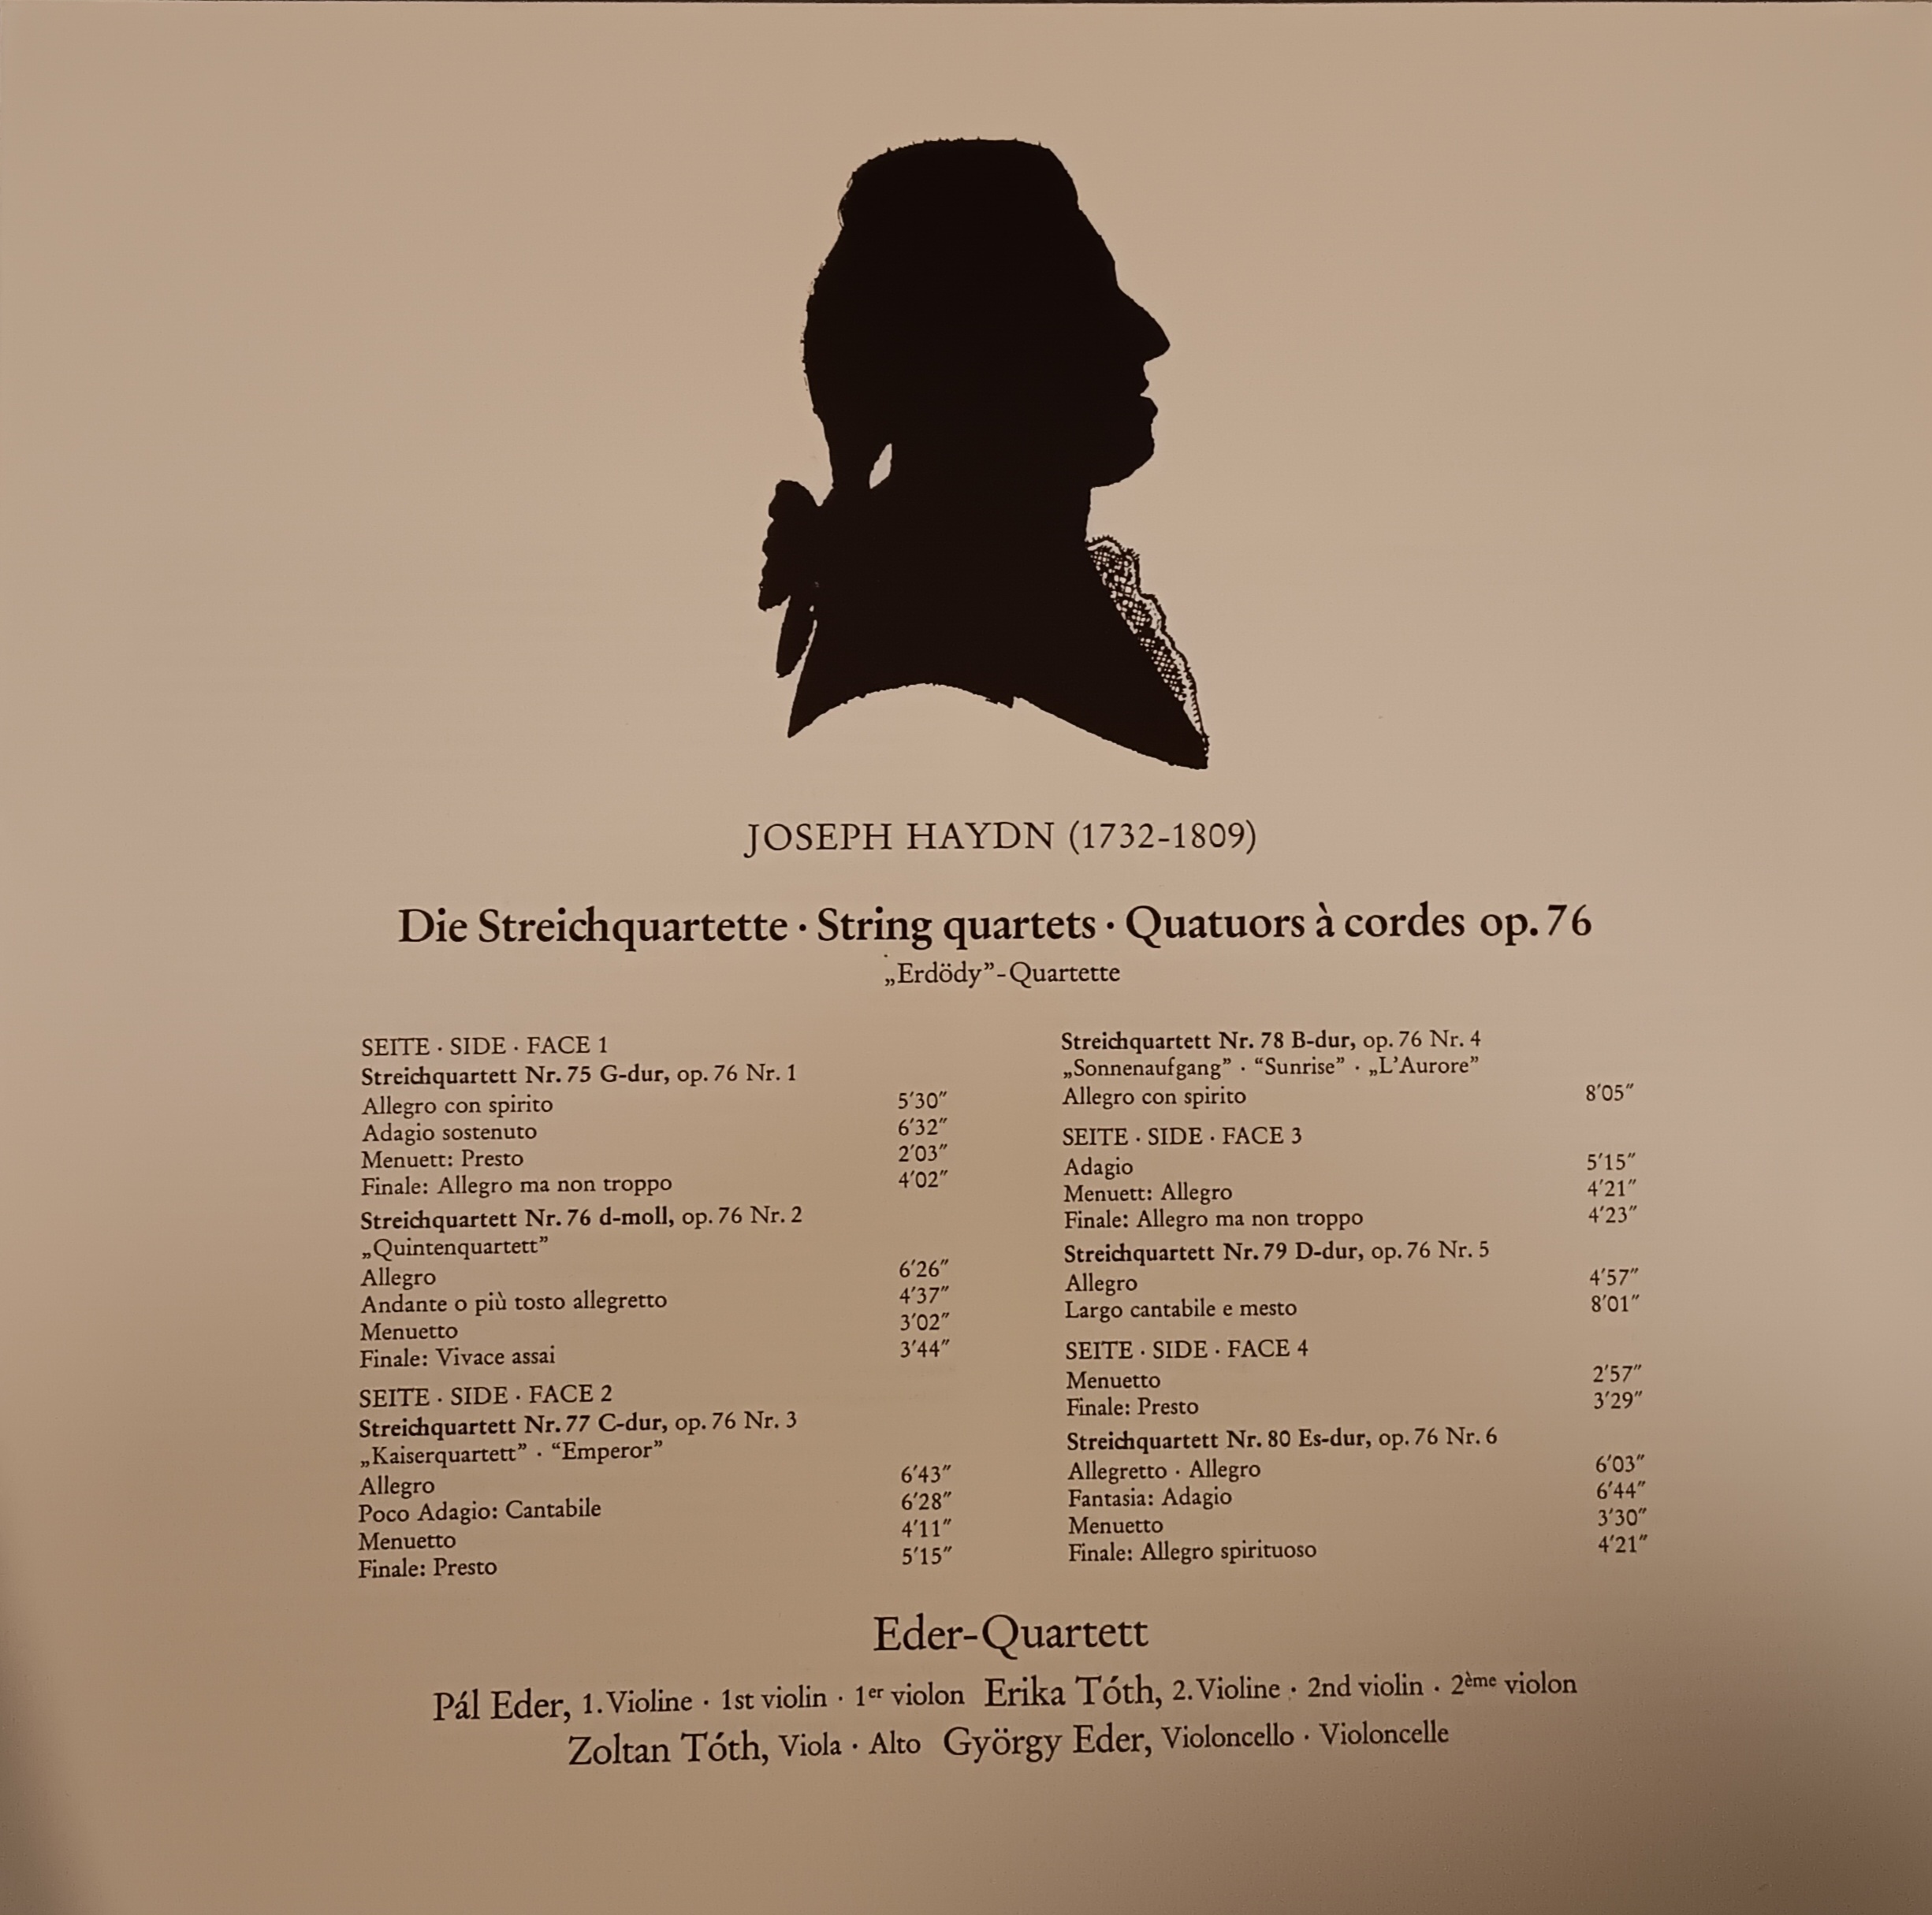 JOSEPH HAYDN (1732-1809)
Die Streichquartette · String quartets · Quatuors à cordes op. 76
„Erdödy”-Quartette
SEITE · SIDE · FACE 1
Streichquartett Nr. 75 G-dur, op. 76 Nr. 1
Allegro con spirito 5′30″
Adagio sostenuto 6′32″
Menuett: Presto 2′03″
Finale: Allegro ma non troppo 4′02″
Streichquartett Nr. 76 d-moll, op. 76 Nr. 2
„Quintenquartett”
Allegro 6′26″
Andante o più tosto allegretto 4′37″
Menuetto 3′02″
Finale: Vivace assai 3′44″
SEITE · SIDE · FACE 2
Streichquartett Nr. 77 C-dur, op. 76 Nr. 3
„Kaiserquartett” · “Emperor”
Allegro 6′43″
Poco Adagio: Cantabile 6′28″
Menuetto 4′11″
Finale: Presto 5′15″
Streichquartett Nr. 78 B-dur, op. 76 Nr. 4
„Sonnenaufgang” · “Sunrise” · „L’Aurore”
Allegro con spirito 8′05″
SEITE · SIDE · FACE 3
Adagio 5′15″
Menuett: Allegro 4′21″
Finale: Allegro ma non troppo 4′23″
Streichquartett Nr. 79 D-dur, op. 76 Nr. 5
Allegro 4′57″
Largo cantabile e mesto 8′01″
SEITE · SIDE · FACE 4
Menuetto 2′57″
Finale: Presto 3′29″
Streichquartett Nr. 80 Es-dur, op. 76 Nr. 6
Allegretto · Allegro 6′03″
Fantasia: Adagio 6′44″
Menuetto 3′30″
Finale: Allegro spirituoso 4′21″
Eder-Quartett
Pál Eder, 1. Violine · 1st violin · 1er violon Erika Tóth, 2. Violine · 2nd violin · 2ème violon
Zoltan Tóth, Viola · Alto György Eder, Violoncello · Violoncelle